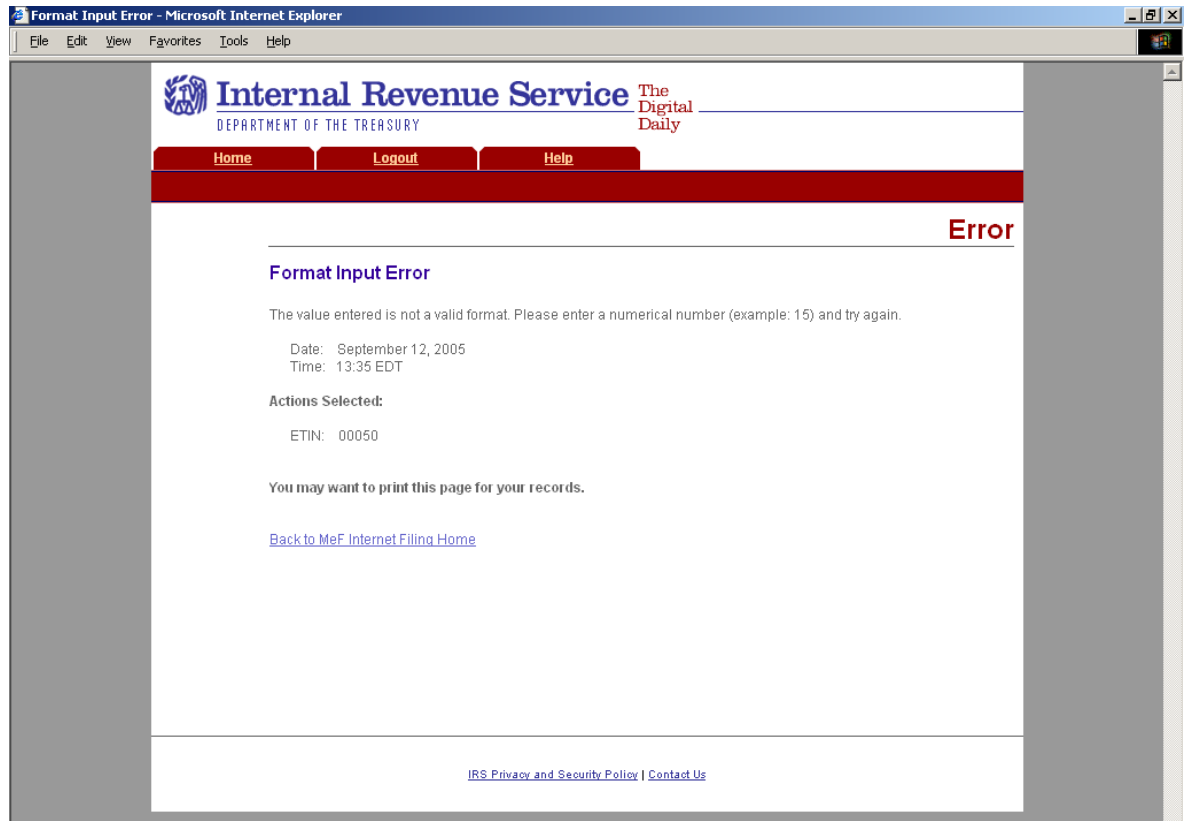 Format Input Error - Microsoft Internet Explorer
File Edit View Favorites Tools Help
Internal Revenue Service
DEPARTMENT OF THE TREASURY
The
Digital
Daily
Home Logout Help
Error
Format Input Error
The value entered is not a valid format. Please enter a numerical number (example: 15) and try again.
Date: September 12, 2005
Time: 13:35 EDT
Actions Selected:
ETIN: 00050
You may want to print this page for your records.
Back to MeF Internet Filing Home
IRS Privacy and Security Policy | Contact Us